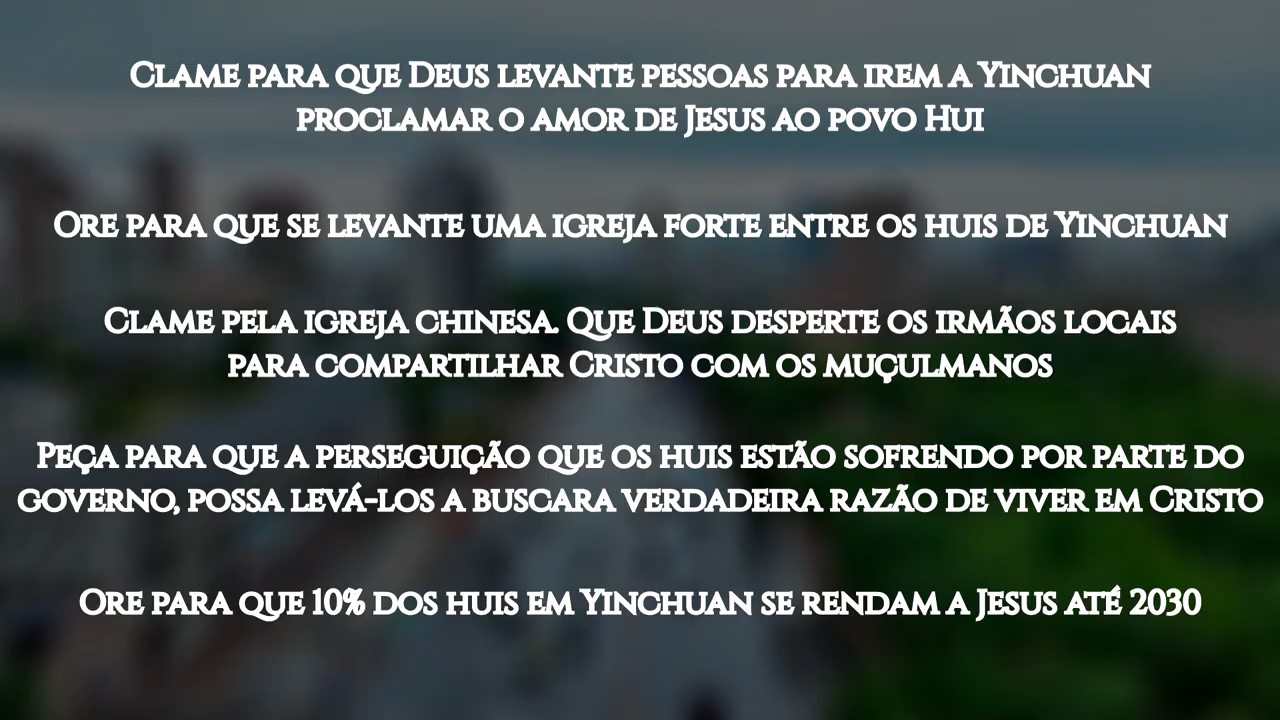 Clame para que Deus levante pessoas para irem a Yinchuan
proclamar o amor de Jesus ao povo Hui
Ore para que se levante uma igreja forte entre os huis de Yinchuan
Clame pela igreja chinesa. Que Deus desperte os irmãos locais
para compartilhar Cristo com os muçulmanos
Peça para que a perseguição que os huis estão sofrendo por parte do
governo, possa levá-los a buscara verdadeira razão de viver em Cristo
Ore para que 10% dos huis em Yinchuan se rendam a Jesus até 2030